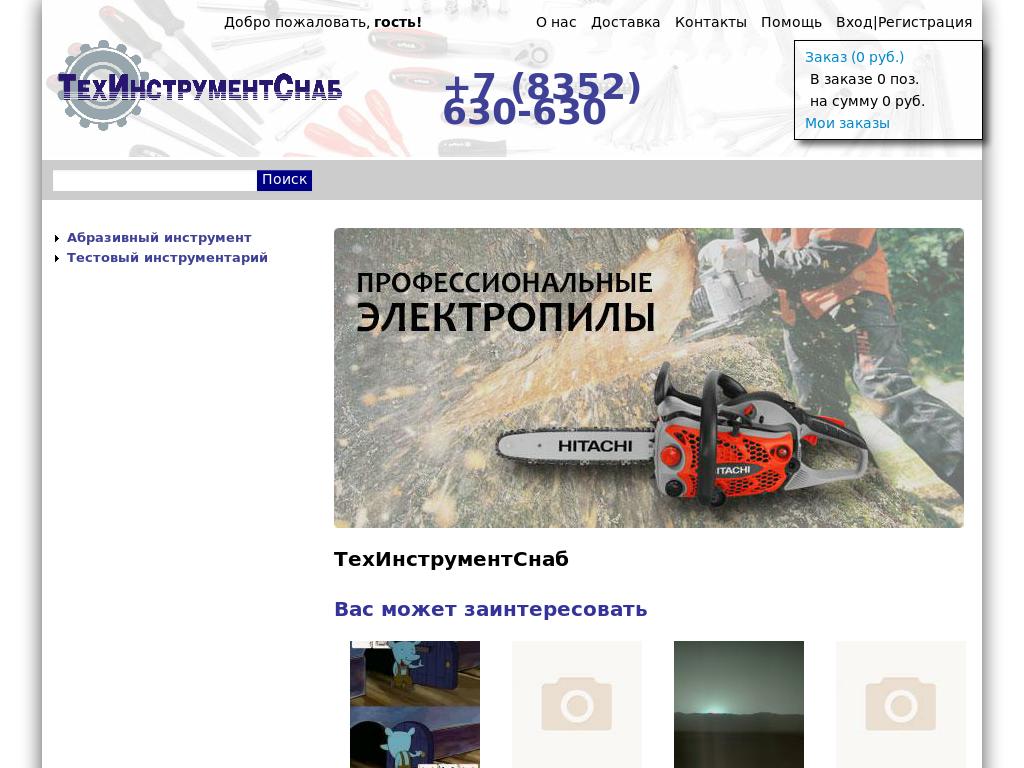 Добро пожаловать, гость!
О нас Доставка Контакты Помощь Вход|Регистрация
ТехИнструментСнаб
+7 (8352)
630-630
Заказ (0 руб.)
В заказе 0 поз.
на сумму 0 руб.
Мои заказы
Поиск
Абразивный инструмент
Тестовый инструментарий
ПРОФЕССИОНАЛЬНЫЕ
ЭЛЕКТРОПИЛЫ
HITACHI
HITACHI
ТехИнструментСнаб
Вас может заинтересовать